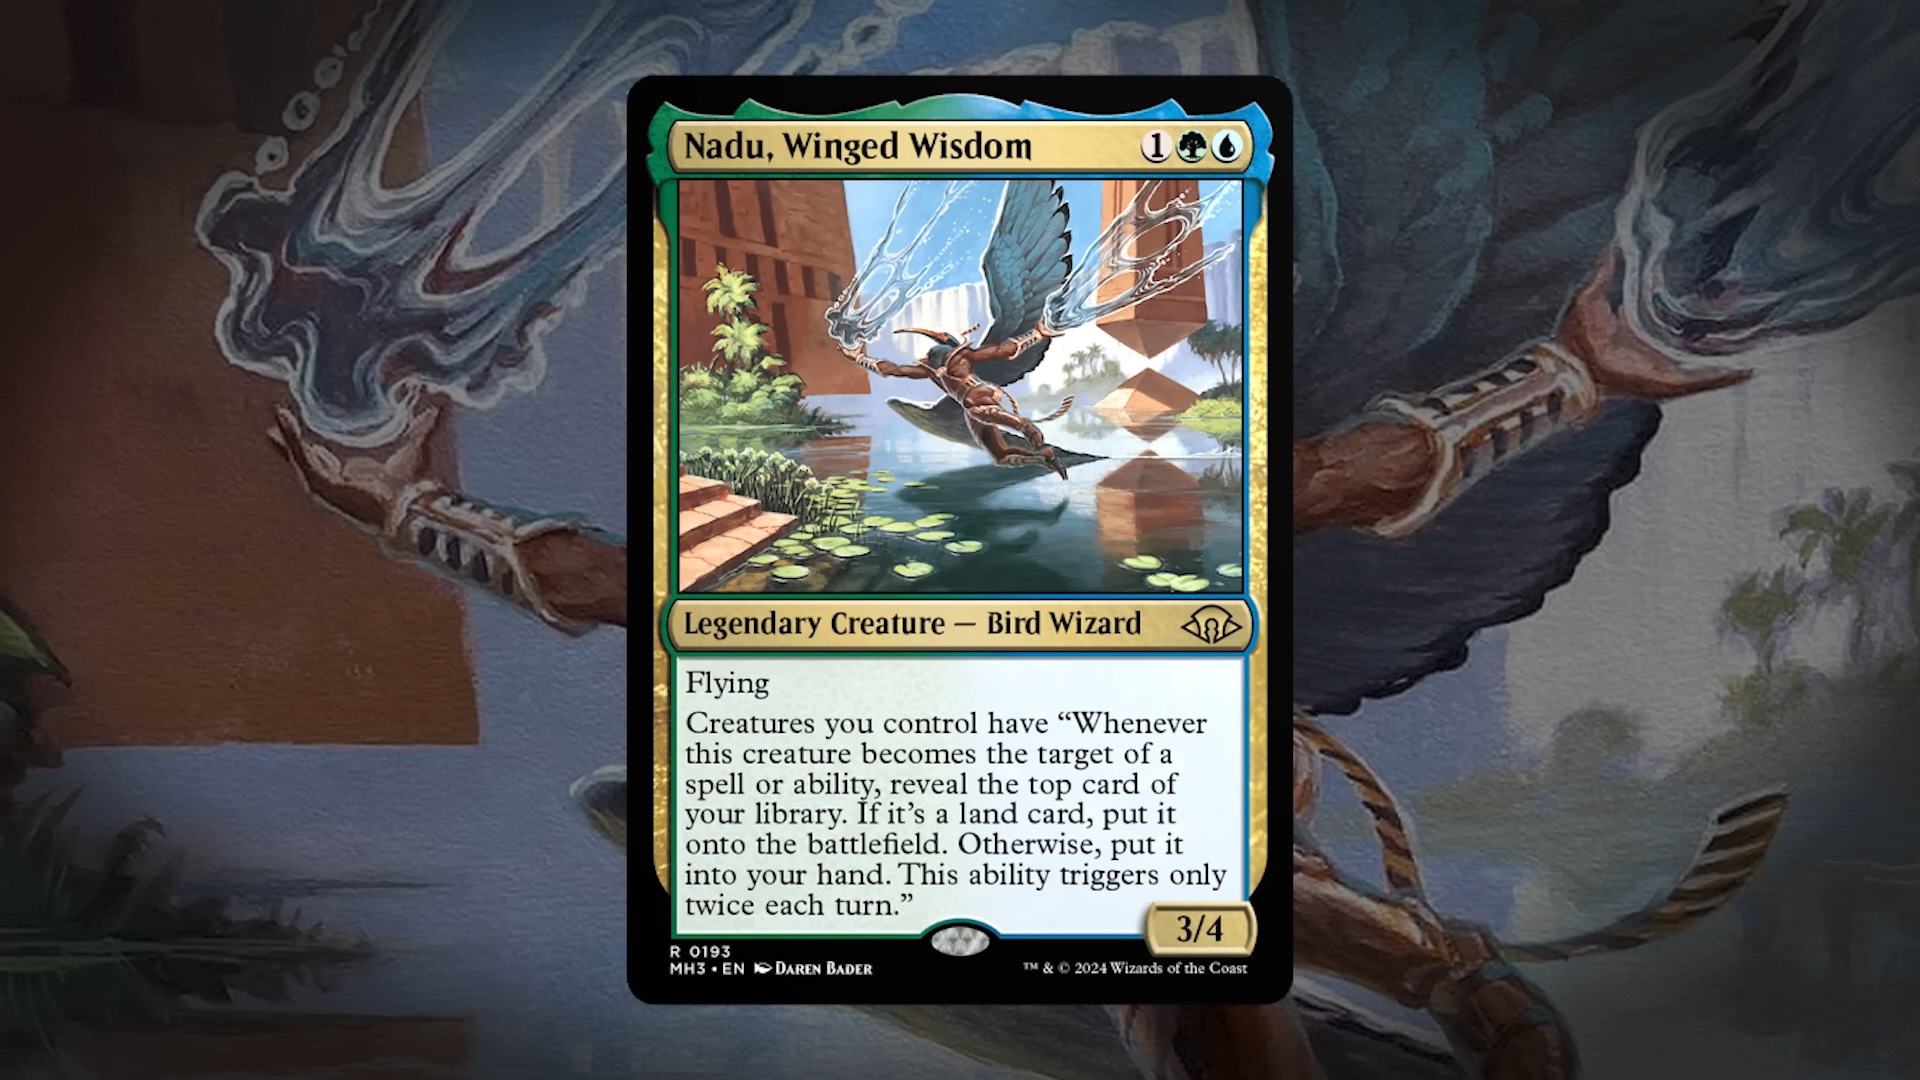 Nadu, Winged Wisdom 1
Legendary Creature — Bird Wizard
Flying
Creatures you control have “Whenever
this creature becomes the target of a
spell or ability, reveal the top card of
your library. If it’s a land card, put it
onto the battlefield. Otherwise, put it
into your hand. This ability triggers only
twice each turn.”
3/4
R 0193
MH3 • EN DAREN BADER
™ & © 2024 Wizards of the Coast